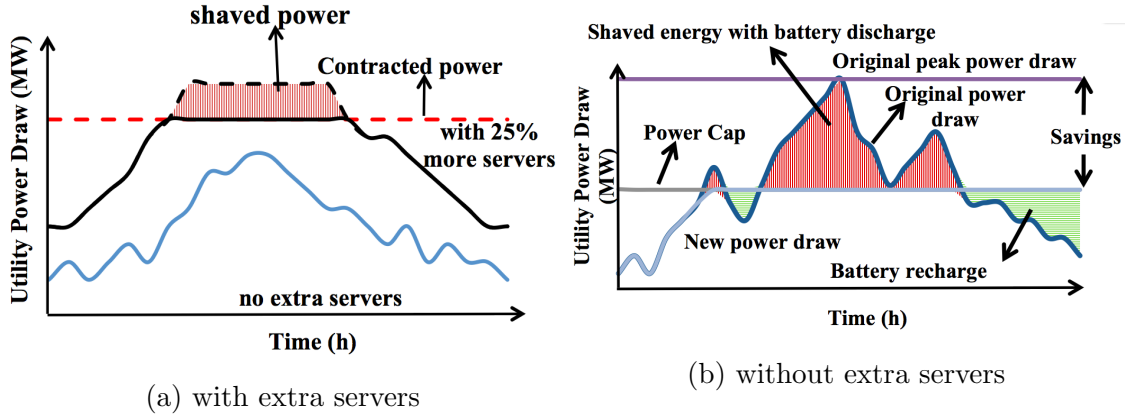 shaved power
Contracted power
with 25%
more servers
no extra servers
Utility Power Draw (MW)
Time (h)
(a) with extra servers
Shaved energy with battery discharge
Original peak power draw
Original power
draw
Power Cap
Savings
New power draw
Battery recharge
Utility Power Draw
(MW)
Time (h)
(b) without extra servers